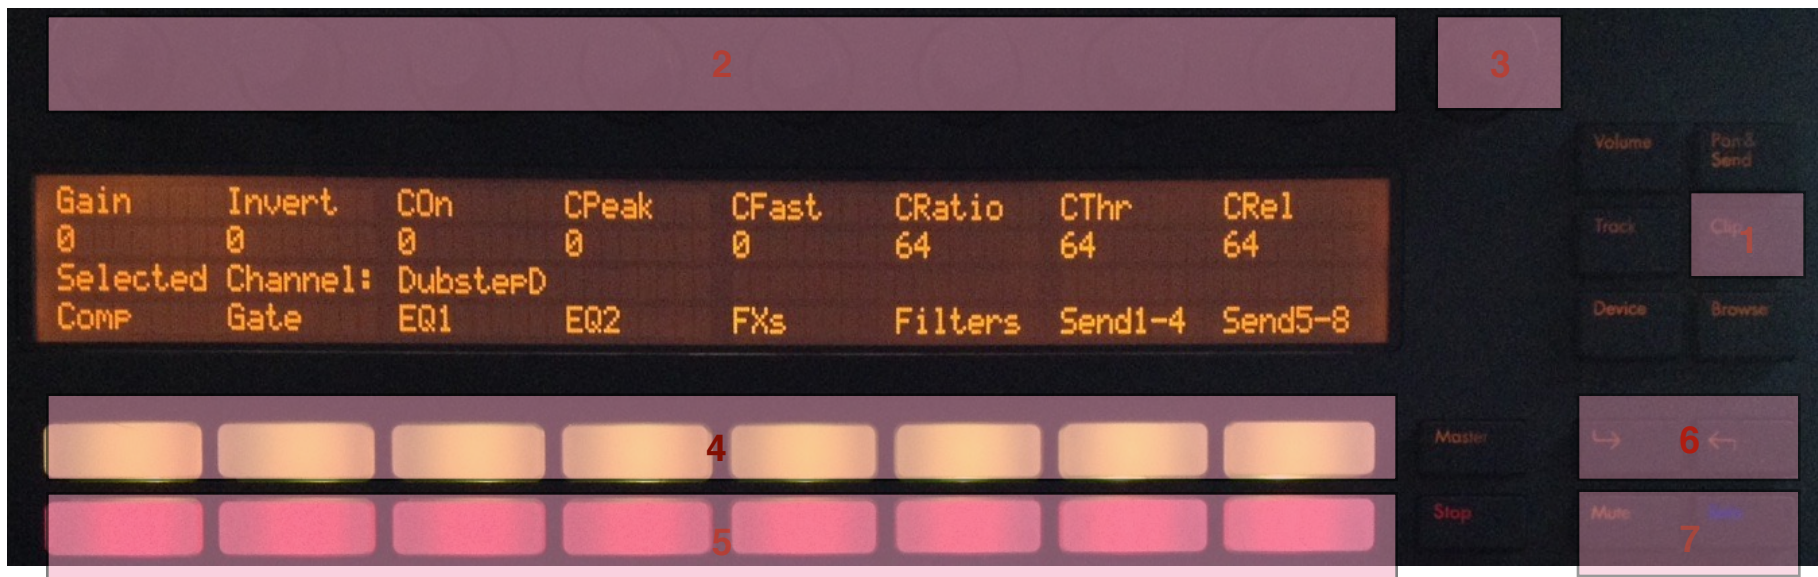 2
3
Volume
Pan &
Send
Gain Invert COn CPeak CFast CRatio CThr CRel
0 0 0 0 0 64 64 64
Selected Channel: DubstepD
Comp Gate EQ1 EQ2 FXs Filters Send1-4 Send5-8
Track
Clip
1
Device
Browse
4
Master
6
5
Stop
Mute
7